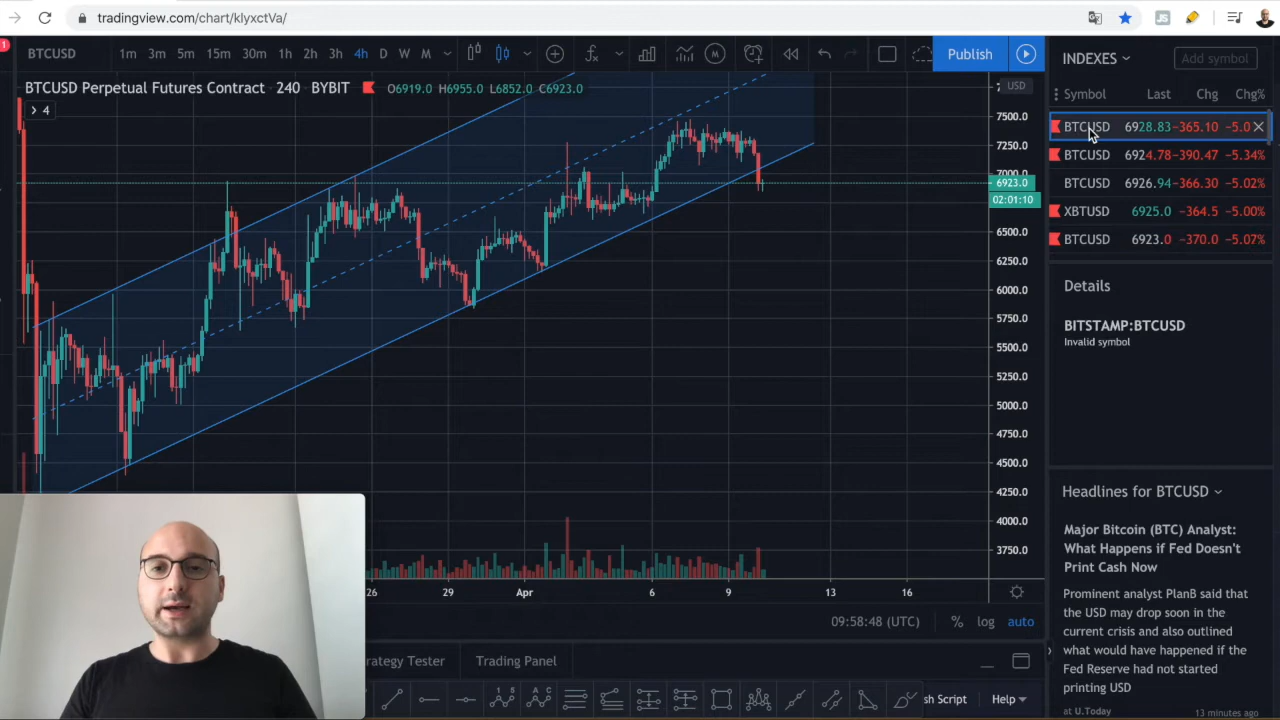 tradingview.com/chart/klyxctVa/
1
BTCUSD 1m 3m 5m 15m 30m 1h 2h 3h 4h D W M
Publish
INDEXES
Add symbol
BTCUSD Perpetual Futures Contract · 240 · BYBIT O6919.0 H6955.0 L6852.0 C6923.0
4
USD
7500.0
7250.0
7000.0
6923.0
02:01:10
6500.0
6250.0
6000.0
5750.0
5500.0
5250.0
5000.0
4750.0
4500.0
4250.0
4000.0
3750.0
Symbol Last Chg Chg%
BTCUSD 6928.83 −365.10 −5.0
BTCUSD 6924.78 −390.47 −5.34%
BTCUSD 6926.94 −366.30 −5.02%
XBTUSD 6925.0 −364.5 −5.00%
BTCUSD 6923.0 −370.0 −5.07%
Details
BITSTAMP:BTCUSD
Invalid symbol
Headlines for BTCUSD
Major Bitcoin (BTC) Analyst:
What Happens if Fed Doesn't
Print Cash Now
Prominent analyst PlanB said that
the USD may drop soon in the
current crisis and also outlined
what would have happened if the
Fed Reserve had not started
printing USD
at U.Today
13 minutes ago
26 29 Apr 6 9 13 16
09:58:48 (UTC) % log auto
rategy Tester Trading Panel
sh Script Help